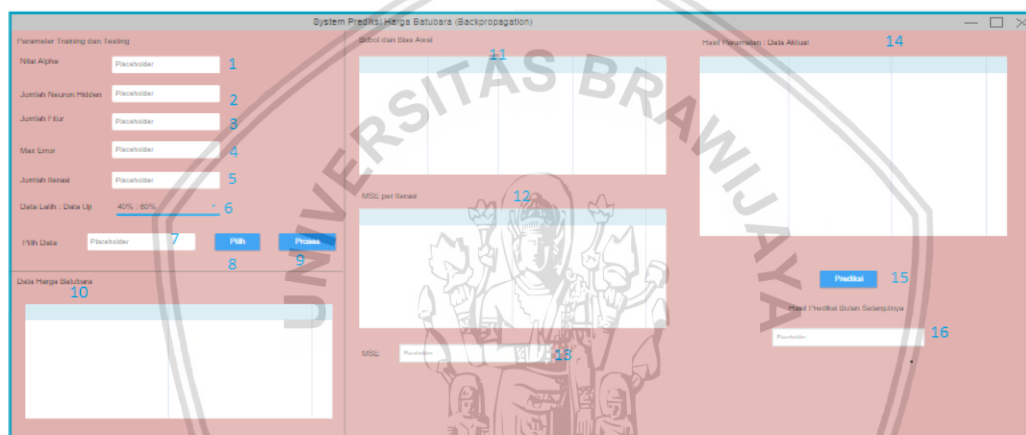 System Prediksi Harga Batubara (Backpropagation)
Parameter Training dan Testing
Nilai Alpha
Placeholder
1
Jumlah Neuron Hidden
Placeholder
2
Jumlah Fitur
Placeholder
3
Max Error
Placeholder
4
Jumlah Iterasi
Placeholder
5
Data Latih : Data Uji
40% : 60%
6
Pilih Data
Placeholder
7
Pilih
8
Proses
9
Data Harga Batubara
10
Bobot dan Bias Awal
11
MSE per Iterasi
12
MSE
Placeholder
13
Hasil Peramalan : Data Aktual
14
Prediksi
15
Hasil Prediksi Bulan Selanjutnya
16
Placeholder
UNIVERSITAS BRAWIJAYA